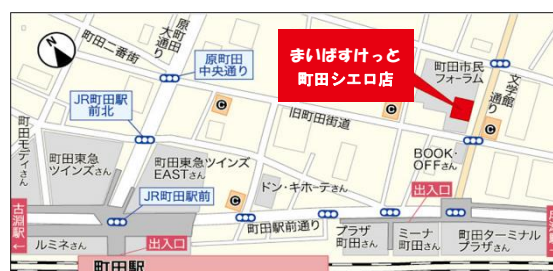 町田二番街
原町田
大通り
原町田
中央通り
まいばすけっと
町田シエロ店
町田市民
フォーラム
文学館
通り
JR町田駅
前北
旧町田街道
町田モディさん
町田東急
ツインズさん
町田東急ツインズ
EASTさん
BOOK・
OFFさん
ドン・キホーテさん
出入口
JR町田駅前
古淵駅
ルミネさん
出入口
町田駅前通り
プラザ
町田さん
ミーナ
町田さん
町田ターミナル
プラザさん
町田駅